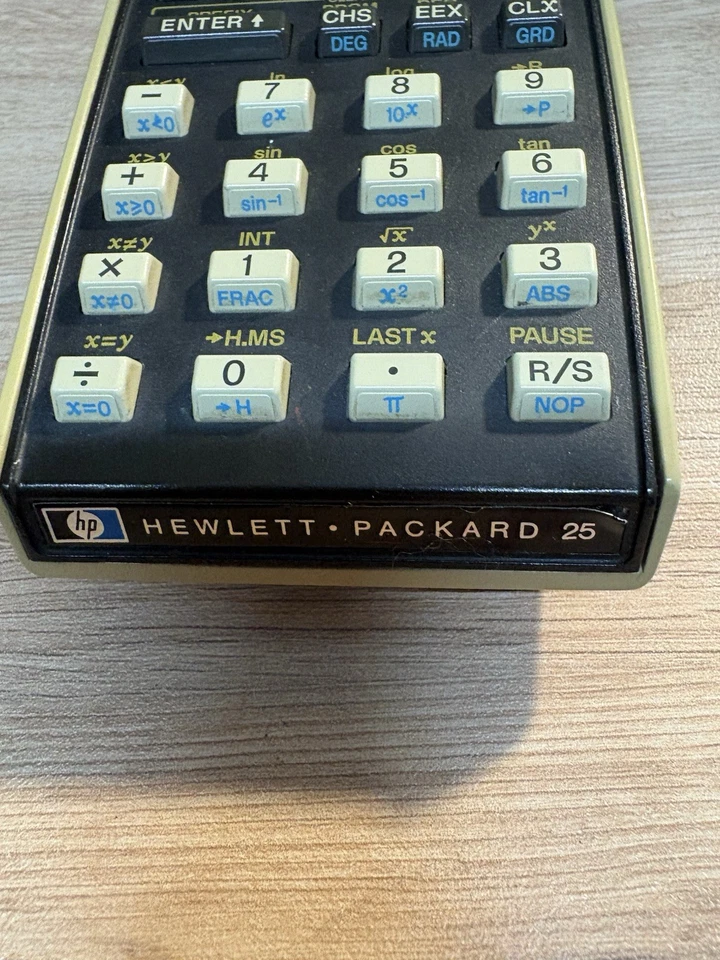 PREFIX
ENTER ↑ CHS EEX CLX
DEG RAD GRD
x<y ln log →R
− 7 8 9
x<0 eˣ 10ˣ →P
x≥y sin cos tan
+ 4 5 6
x≥0 sin⁻¹ cos⁻¹ tan⁻¹
x≠y INT √x yˣ
× 1 2 3
x≠0 FRAC x² ABS
x=y →H.MS LAST x PAUSE
÷ 0 • R/S
x=0 →H π NOP
hp HEWLETT • PACKARD 25